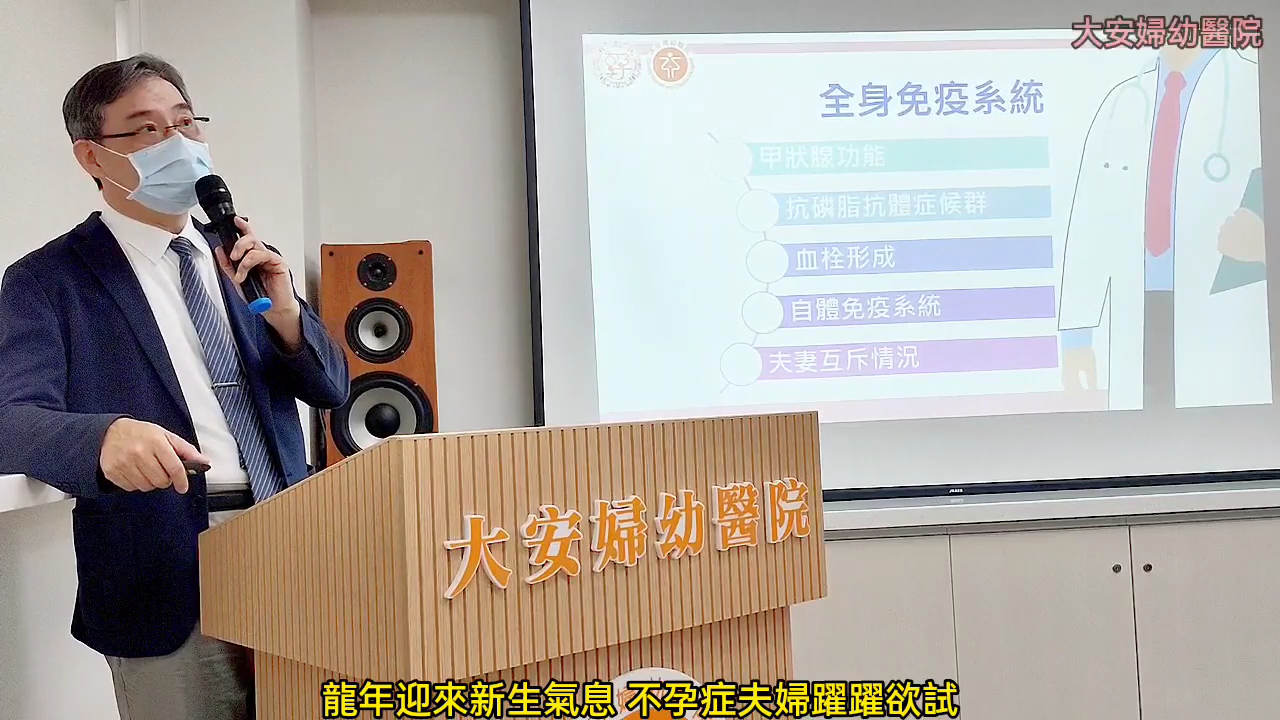 大安婦幼醫院
全身免疫系統
甲狀腺功能
抗磷脂抗體症候群
血栓形成
自體免疫系統
夫妻互斥情況
大安婦幼醫院
龍年迎來新生氣息 不孕症夫婦躍躍欲試